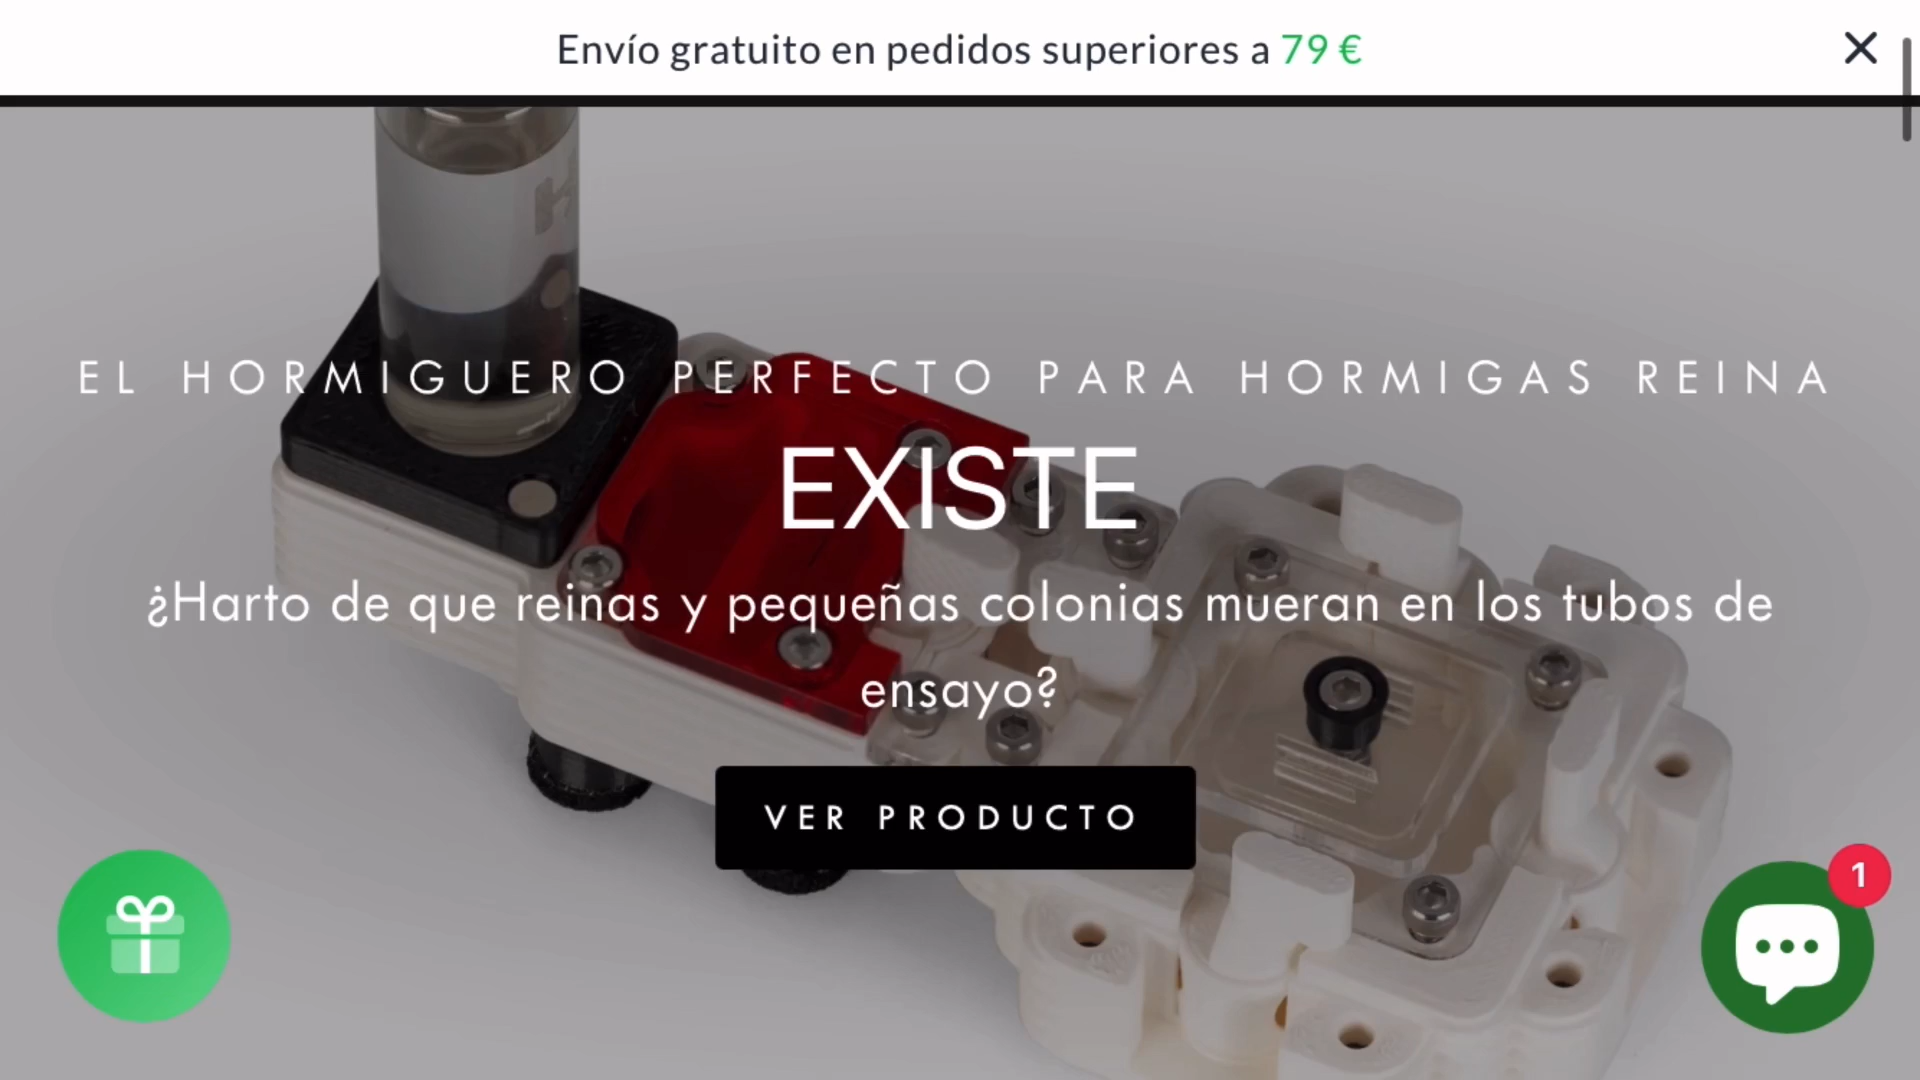 Envío gratuito en pedidos superiores a 79 €
EL HORMIGUERO PERFECTO PARA HORMIGAS REINA
EXISTE
¿Harto de que reinas y pequeñas colonias mueran en los tubos de
ensayo?
VER PRODUCTO
1